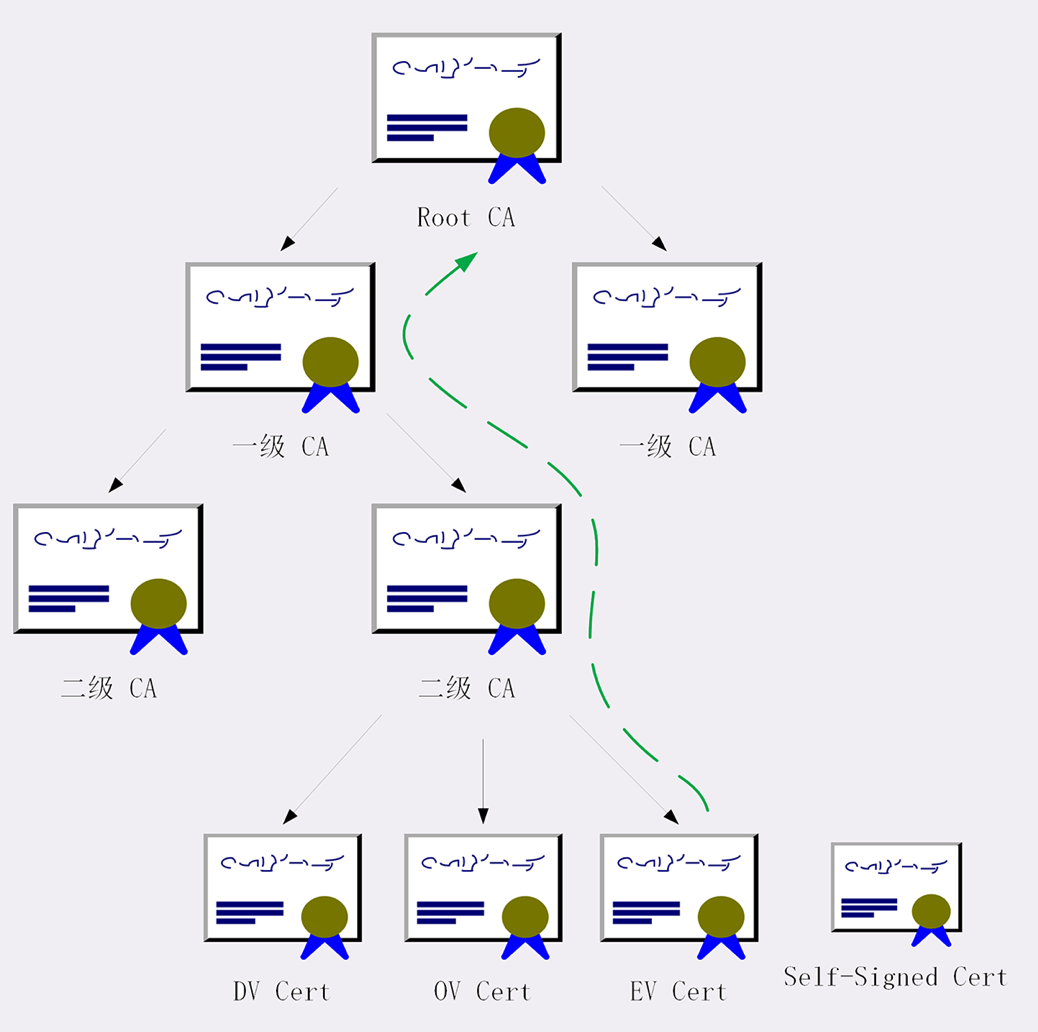 Root CA
一级 CA
一级 CA
二级 CA
二级 CA
DV Cert
OV Cert
EV Cert
Self-Signed Cert